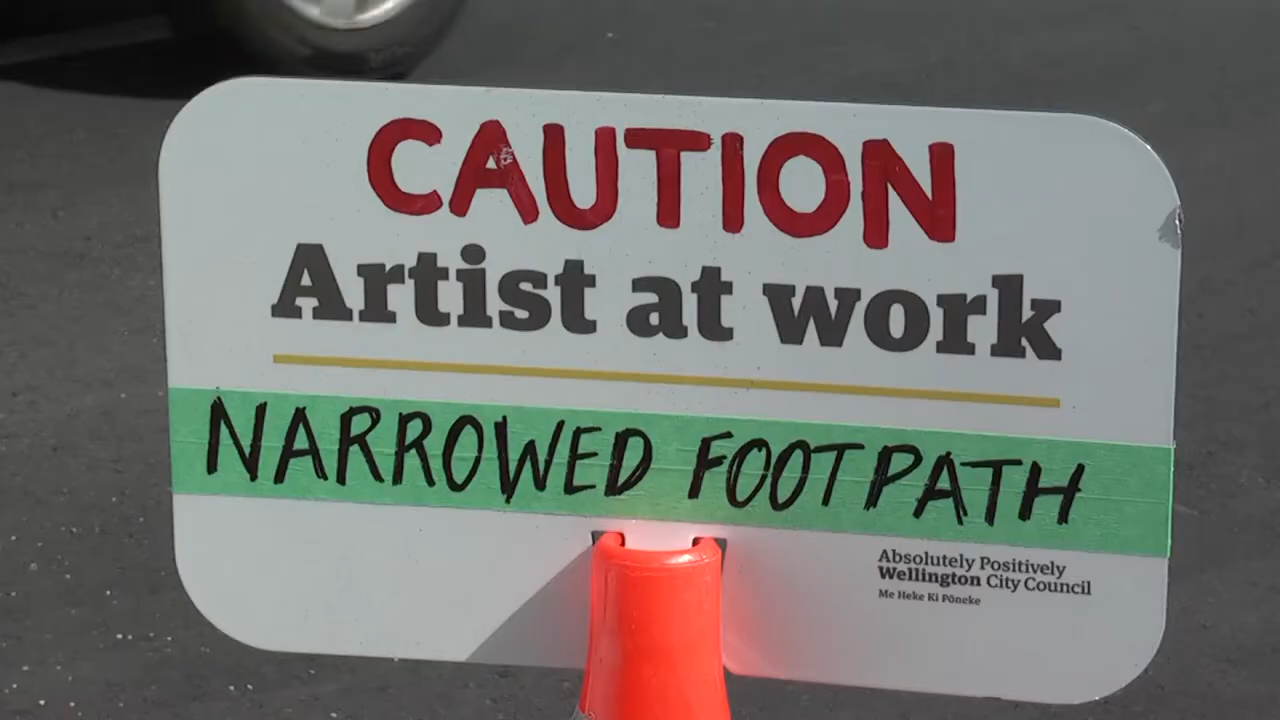 CAUTION
Artist at work
NARROWED FOOTPATH
Absolutely Positively
Wellington City Council
Me Heke Ki Pōneke